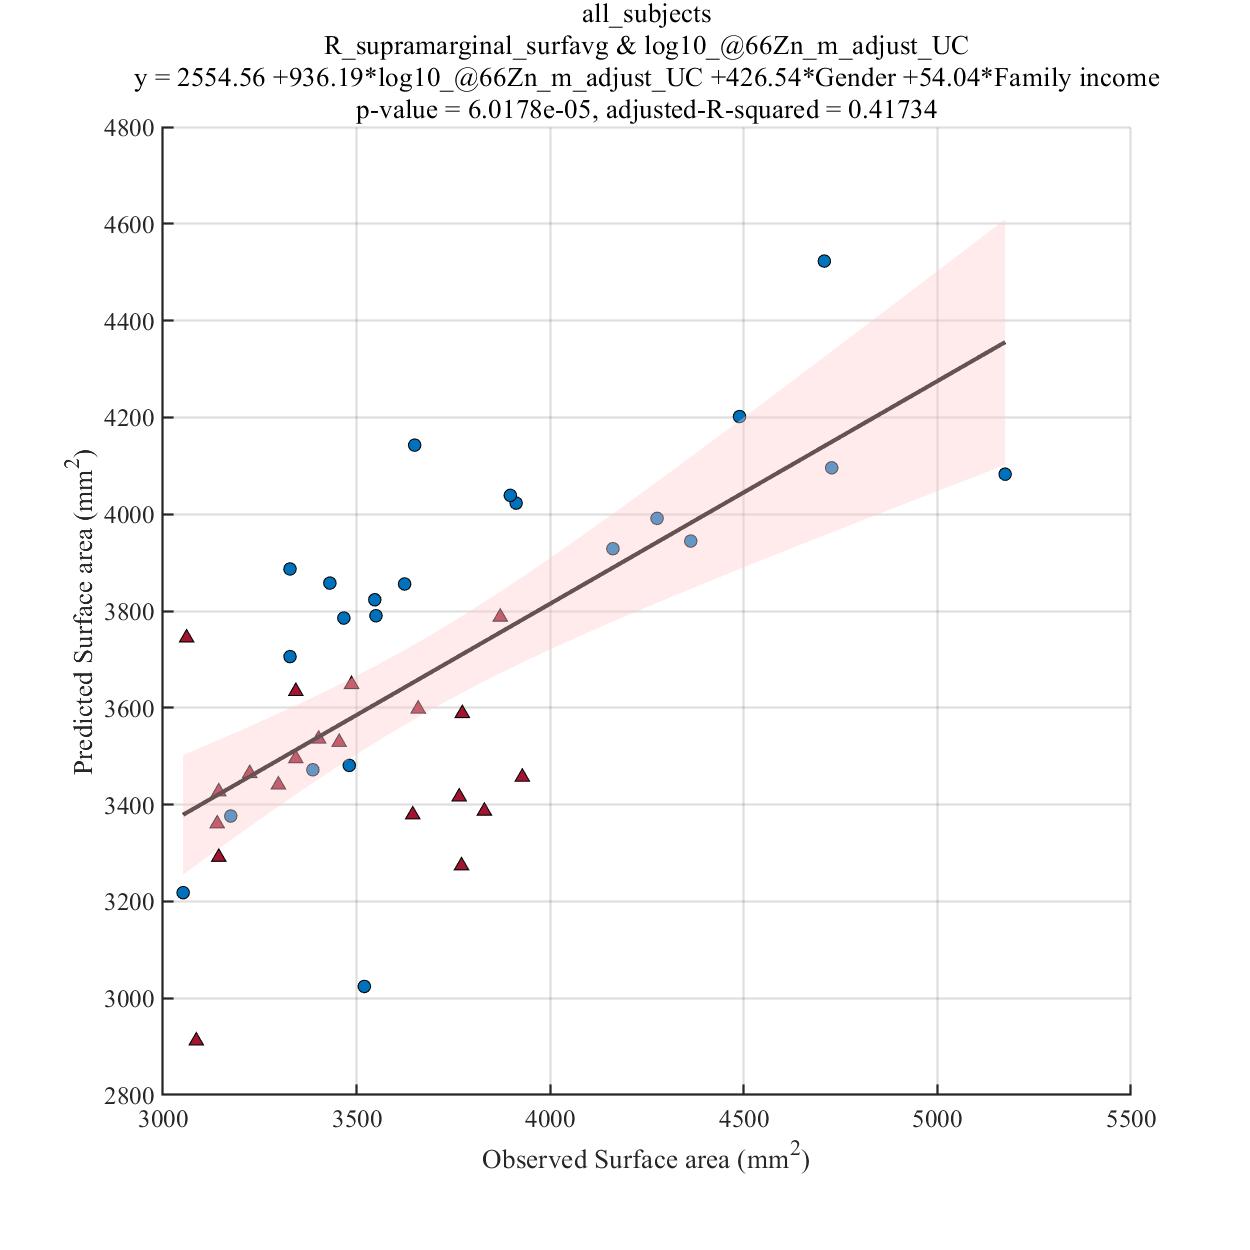 all_subjects
R_supramarginal_surfavg & log10_@66Zn_m_adjust_UC
y = 2554.56 +936.19*log10_@66Zn_m_adjust_UC +426.54*Gender +54.04*Family income
p-value = 6.0178e-05, adjusted-R-squared = 0.41734
4800
4600
4400
4200
4000
3800
3600
3400
3200
3000
2800
Predicted Surface area (mm²)
3000 3500 4000 4500 5000 5500
Observed Surface area (mm²)